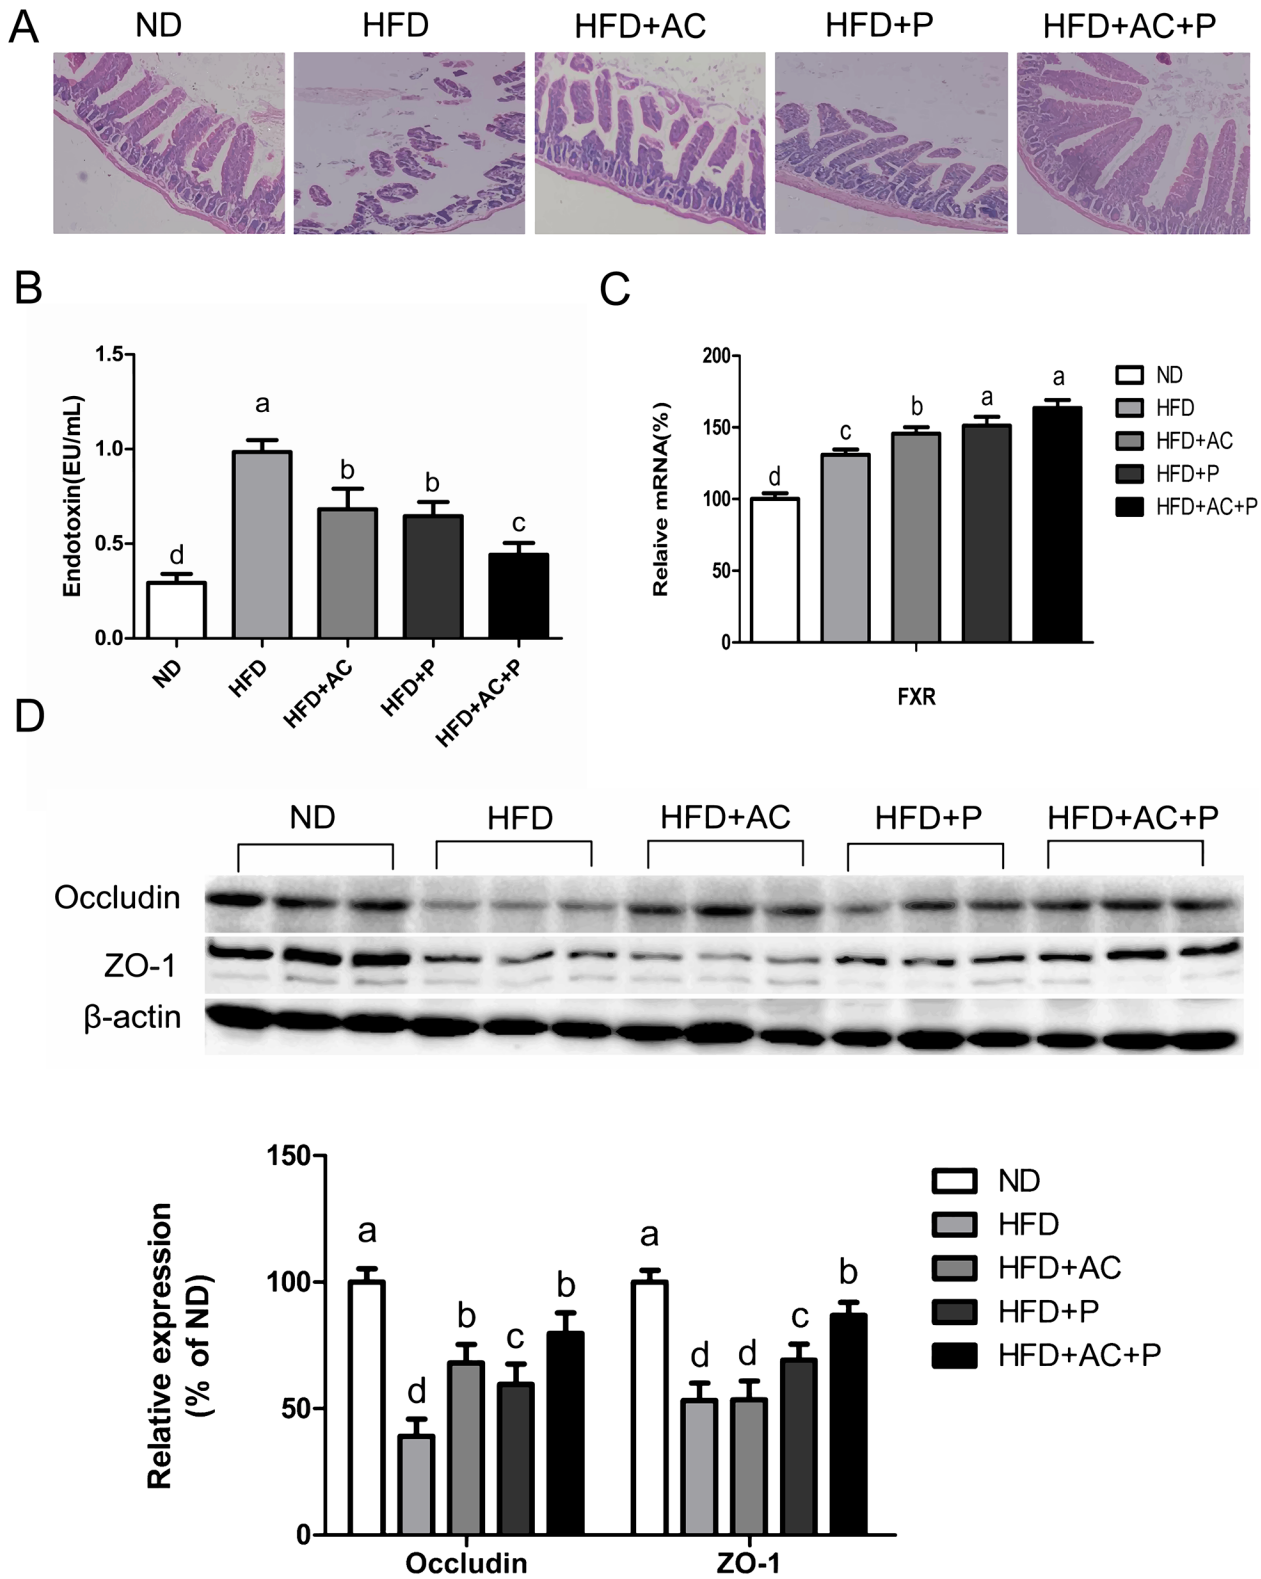 A
ND
HFD
HFD+AC
HFD+P
HFD+AC+P
B
Endotoxin(EU/mL)
1.5
1.0
0.5
0.0
d
a
b
b
c
ND
HFD
HFD+AC
HFD+P
HFD+AC+P
C
Relaive mRNA(%)
200
150
100
50
0
d
c
b
a
a
FXR
ND
HFD
HFD+AC
HFD+P
HFD+AC+P
D
ND
HFD
HFD+AC
HFD+P
HFD+AC+P
Occludin
ZO-1
β-actin
Relative expression
(% of ND)
150
100
50
0
a
d
b
c
b
a
d
d
c
b
Occludin
ZO-1
ND
HFD
HFD+AC
HFD+P
HFD+AC+P